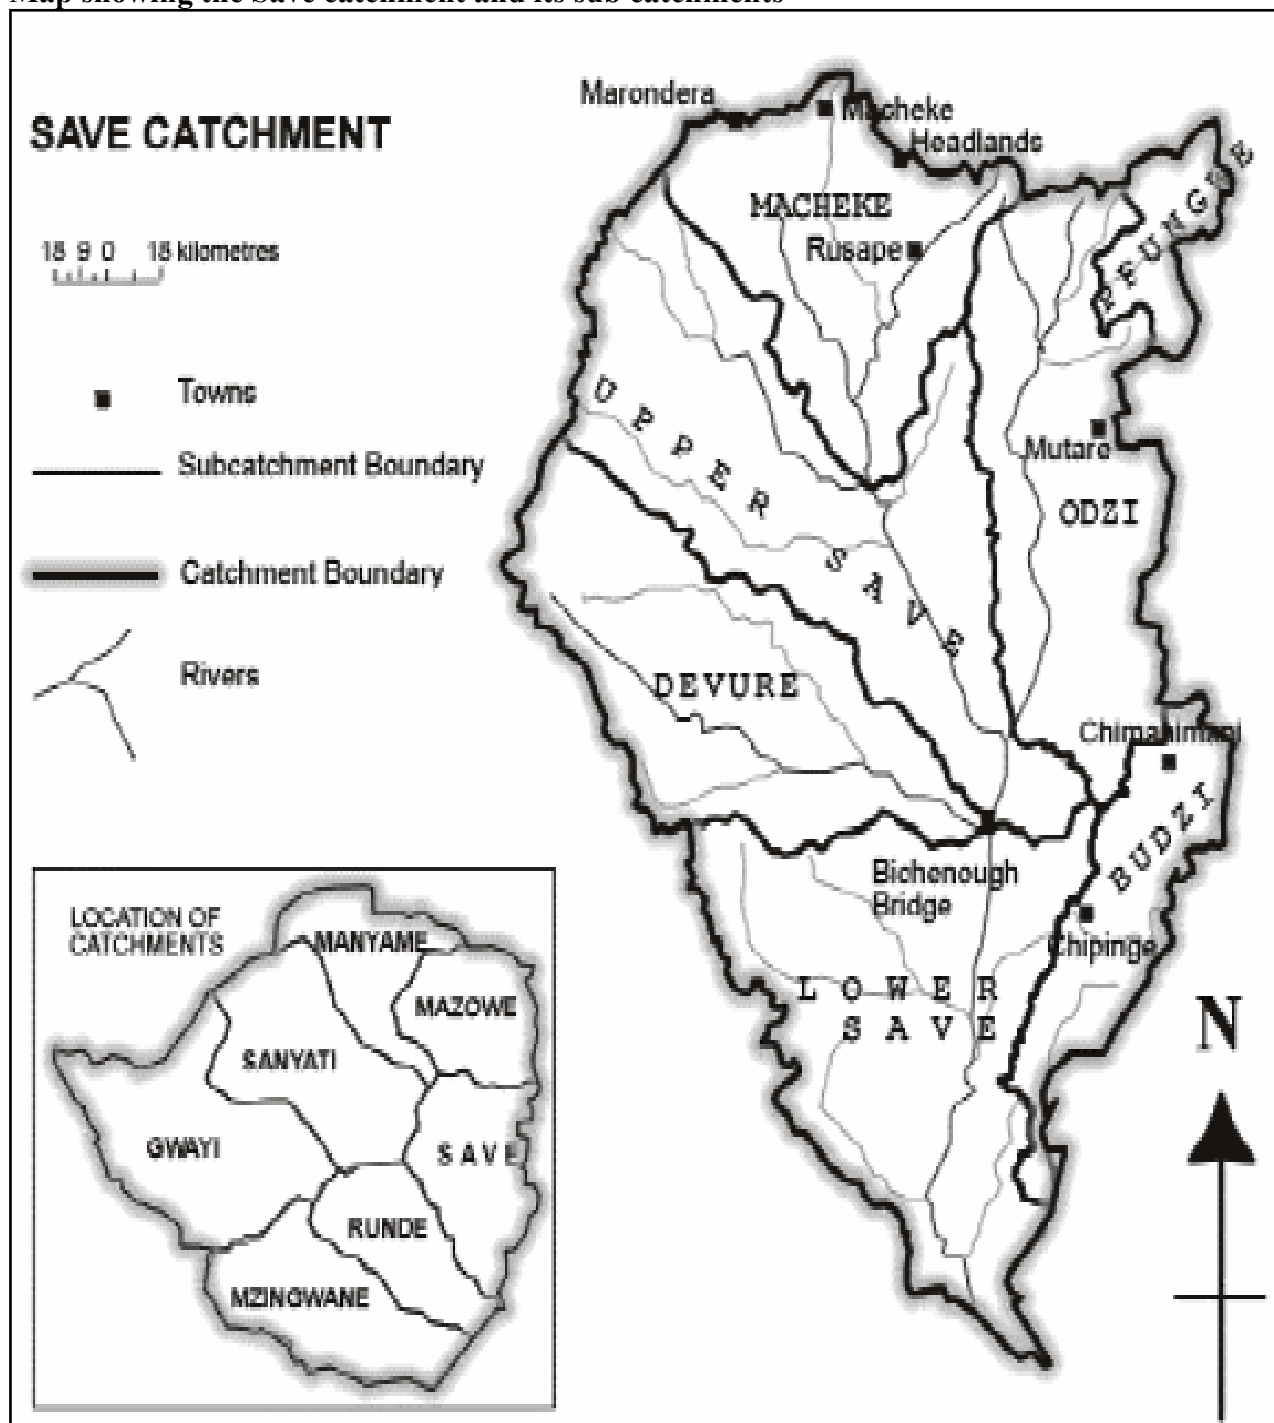 Map showing the Save catchment and its sub-catchments
SAVE CATCHMENT
18 9 0 18 kilometres
Towns
Subcatchment Boundary
Catchment Boundary
Rivers
Marondera
Macheke
Headlands
MACHEKE
Rusape
PFUNGWE
UPPER SAVE
Mutare
ODZI
DEVURE
Chimanimani
BUDZI
Bichenough
Bridge
Chipinge
LOWER
SAVE
N
LOCATION OF
CATCHMENTS
MANYAME
MAZOWE
SANYATI
GWAYI
SAVE
RUNDE
MZINGWANE